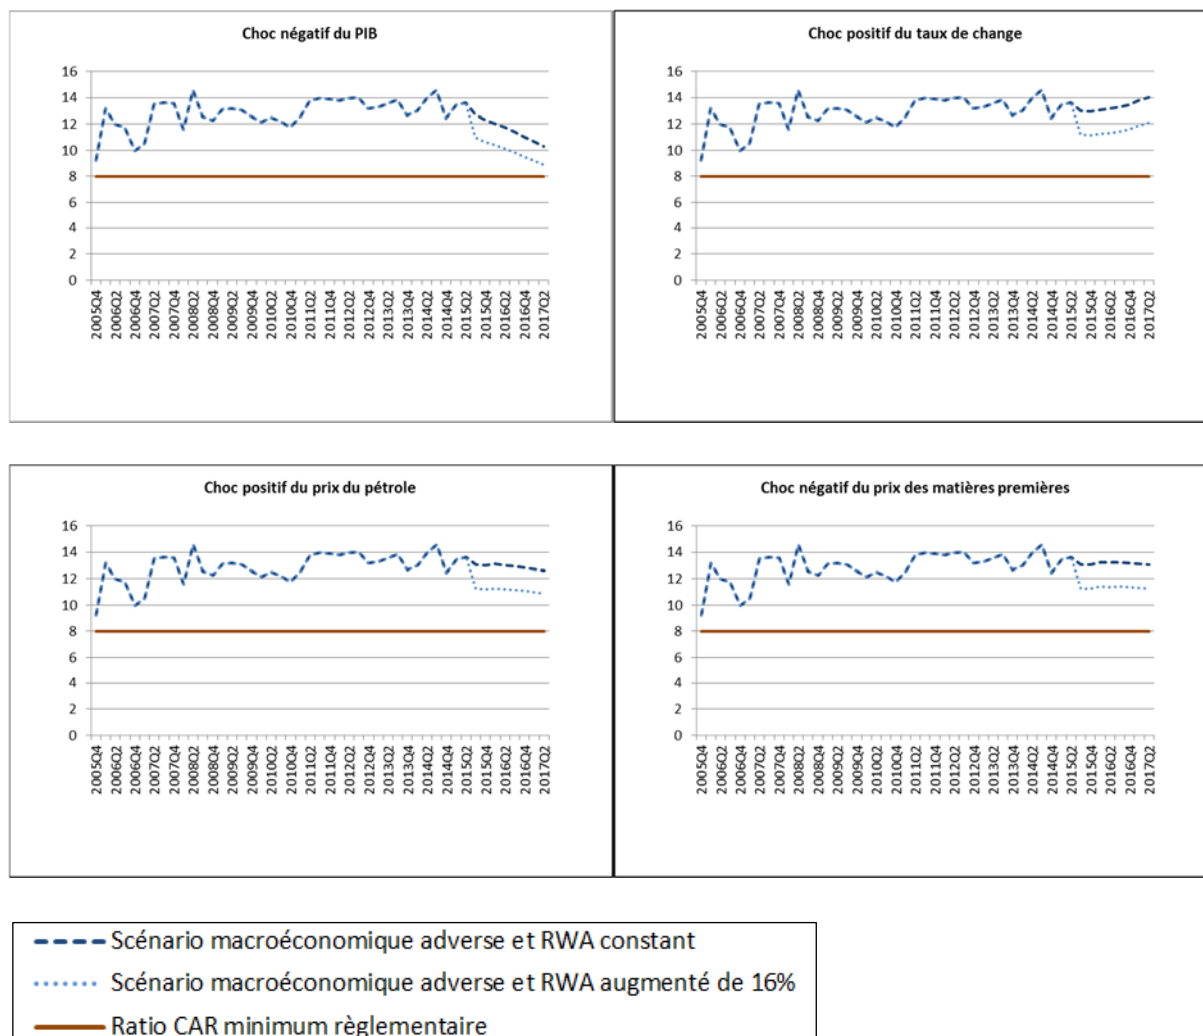 Choc négatif du PIB
16
14
12
10
8
6
4
2
0
2005Q4
2006Q2
2006Q4
2007Q2
2007Q4
2008Q2
2008Q4
2009Q2
2009Q4
2010Q2
2010Q4
2011Q2
2011Q4
2012Q2
2012Q4
2013Q2
2013Q4
2014Q2
2014Q4
2015Q2
2015Q4
2016Q2
2016Q4
2017Q2
Choc positif du taux de change
16
14
12
10
8
6
4
2
0
2005Q4
2006Q2
2006Q4
2007Q2
2007Q4
2008Q2
2008Q4
2009Q2
2009Q4
2010Q2
2010Q4
2011Q2
2011Q4
2012Q2
2012Q4
2013Q2
2013Q4
2014Q2
2014Q4
2015Q2
2015Q4
2016Q2
2016Q4
2017Q2
Choc positif du prix du pétrole
16
14
12
10
8
6
4
2
0
2005Q4
2006Q2
2006Q4
2007Q2
2007Q4
2008Q2
2008Q4
2009Q2
2009Q4
2010Q2
2010Q4
2011Q2
2011Q4
2012Q2
2012Q4
2013Q2
2013Q4
2014Q2
2014Q4
2015Q2
2015Q4
2016Q2
2016Q4
2017Q2
Choc négatif du prix des matières premières
16
14
12
10
8
6
4
2
0
2005Q4
2006Q2
2006Q4
2007Q2
2007Q4
2008Q2
2008Q4
2009Q2
2009Q4
2010Q2
2010Q4
2011Q2
2011Q4
2012Q2
2012Q4
2013Q2
2013Q4
2014Q2
2014Q4
2015Q2
2015Q4
2016Q2
2016Q4
2017Q2
Scénario macroéconomique adverse et RWA constant
Scénario macroéconomique adverse et RWA augmenté de 16%
Ratio CAR minimum règlementaire